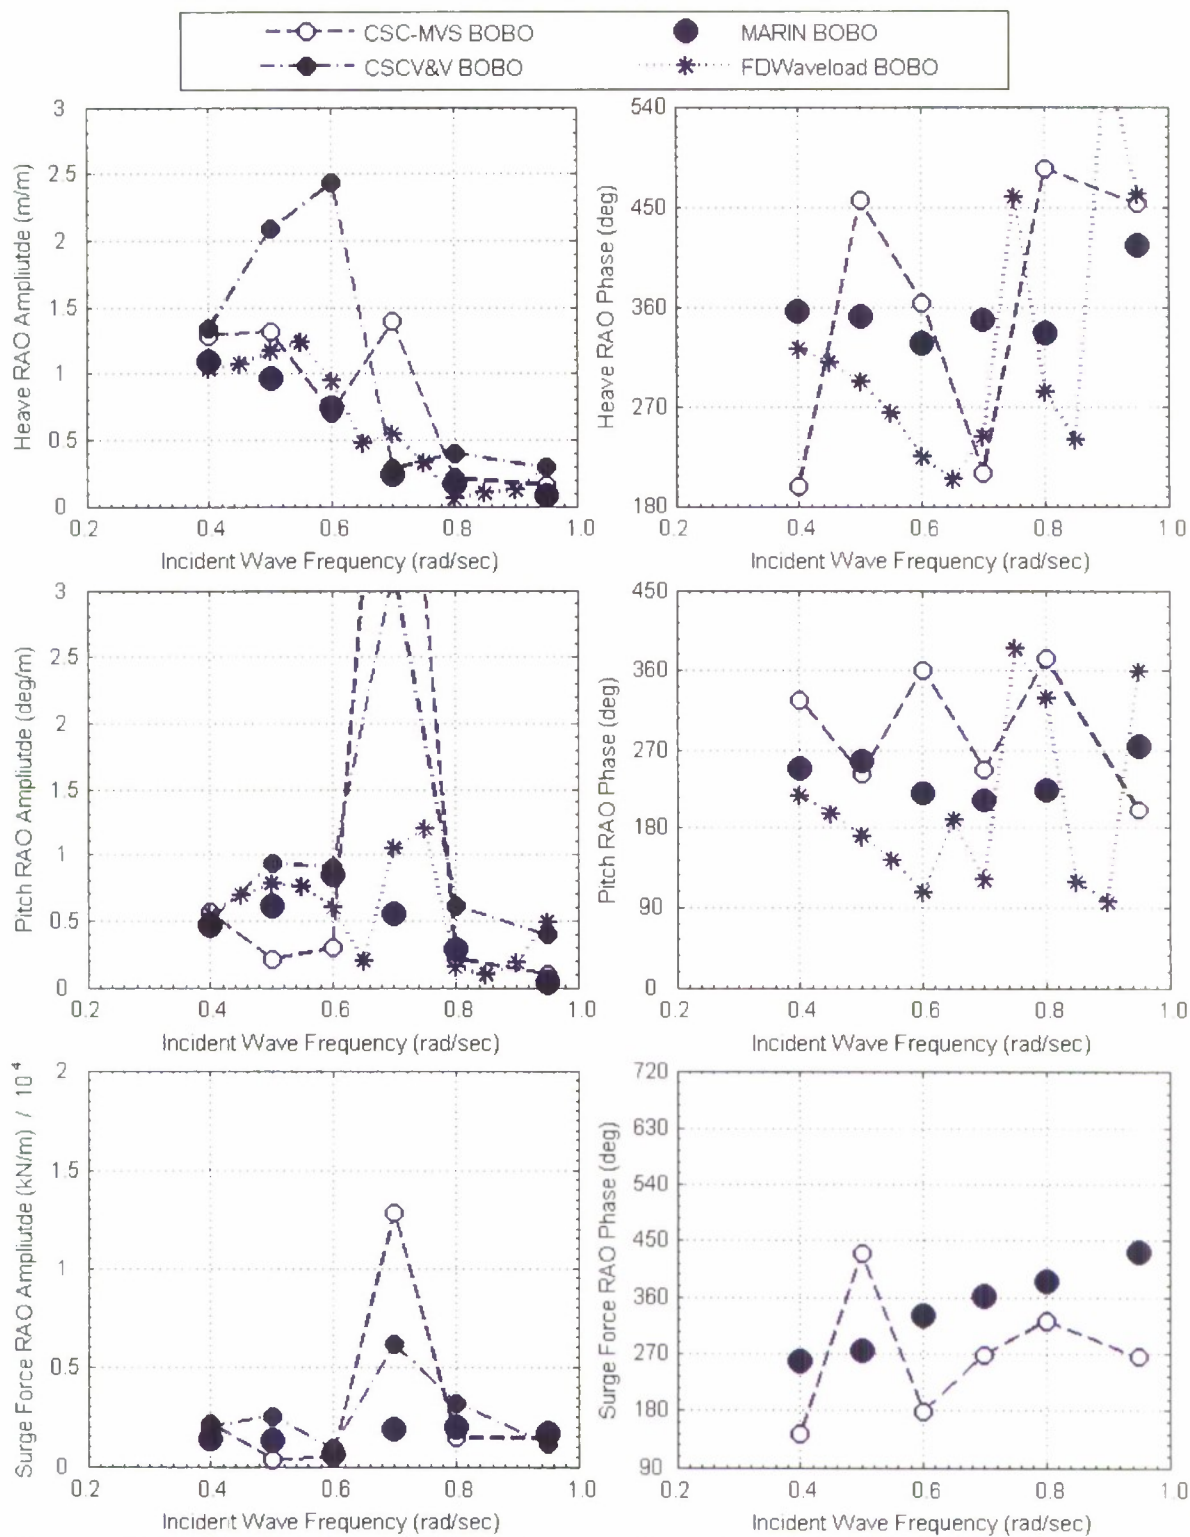 CSC-MVS BOBO
MARIN BOBO
CSCV&V BOBO
FDWaveload BOBO
Heave RAO Ampliutde (m/m)
3
2.5
2
1.5
1
0.5
0
0.2 0.4 0.6 0.8 1.0
Incident Wave Frequency (rad/sec)
Heave RAO Phase (deg)
540
450
360
270
180
0.2 0.4 0.6 0.8 1.0
Incident Wave Frequency (rad/sec)
Pitch RAO Ampliutde (deg/m)
3
2.5
2
1.5
1
0.5
0
0.2 0.4 0.6 0.8 1.0
Incident Wave Frequency (rad/sec)
Pitch RAO Phase (deg)
450
360
270
180
90
0
0.2 0.4 0.6 0.8 1.0
Incident Wave Frequency (rad/sec)
Surge Force RAO Ampliutde (kN/m) / 10⁴
2
1.5
1
0.5
0
0.2 0.4 0.6 0.8 1.0
Incident Wave Frequency (rad/sec)
Surge Force RAO Phase (deg)
720
630
540
450
360
270
180
90
0.2 0.4 0.6 0.8 1.0
Incident Wave Frequency (rad/sec)